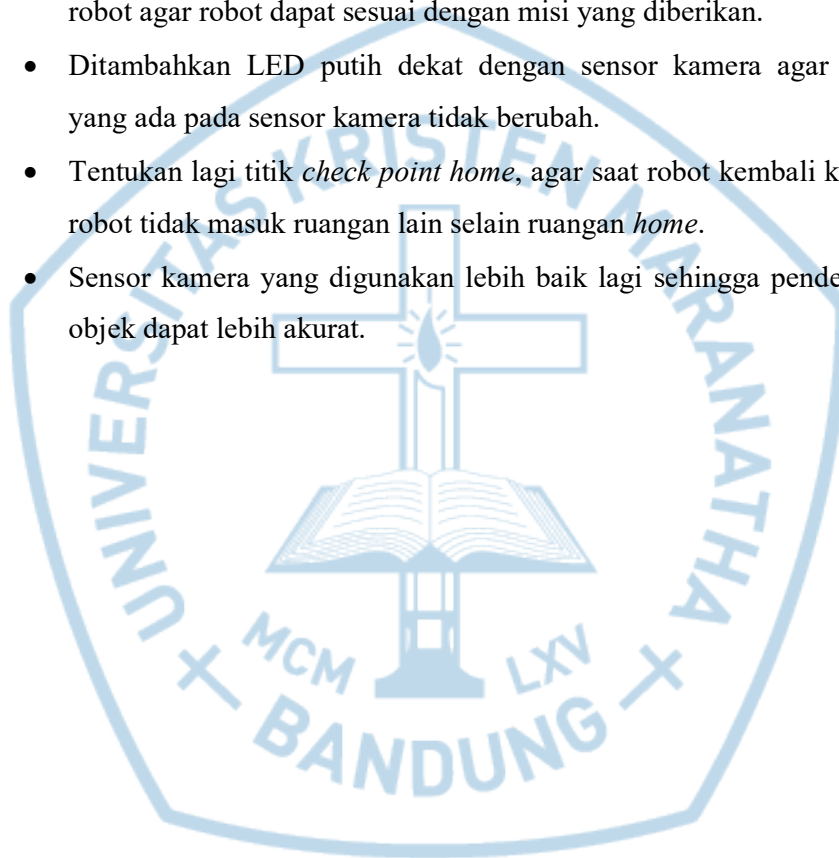 robot agar robot dapat sesuai dengan misi yang diberikan.
• Ditambahkan LED putih dekat dengan sensor kamera agar
yang ada pada sensor kamera tidak berubah.
• Tentukan lagi titik check point home, agar saat robot kembali k
robot tidak masuk ruangan lain selain ruangan home.
• Sensor kamera yang digunakan lebih baik lagi sehingga pende
objek dapat lebih akurat.
UNIVERSITAS KRISTEN MARANATHA
MCM LXV
BANDUNG